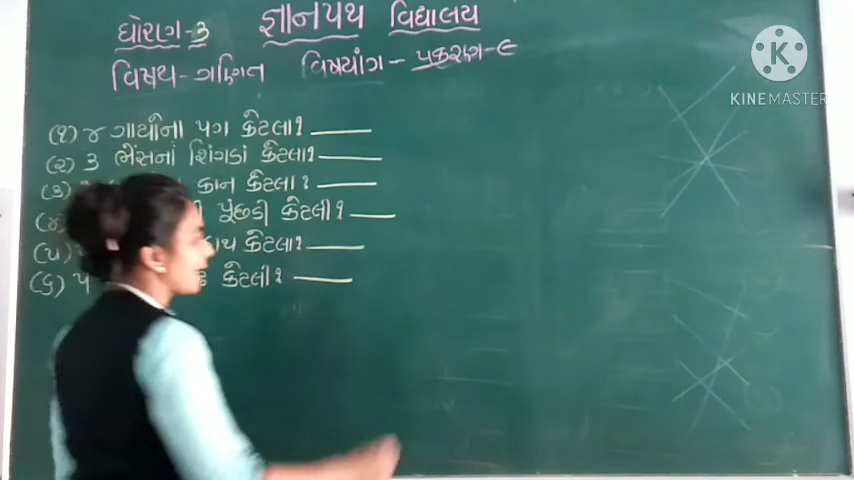 જ્ઞાનપથ વિદ્યાલય
ધોરણ-૩
વિષય-ગણિત વિષયાંગ- પ્રકરણ-૯
(૧) ૪ ગાયોના પગ કેટલા?
(૨) ૩ ભેંસનાં શિંગડાં કેટલા?
(૩) કાન કેટલા?
(૪) પૂંછડી કેટલી?
(૫) કેટલા?
(૬) ૫ કેટલાં?
K
KINEMASTER